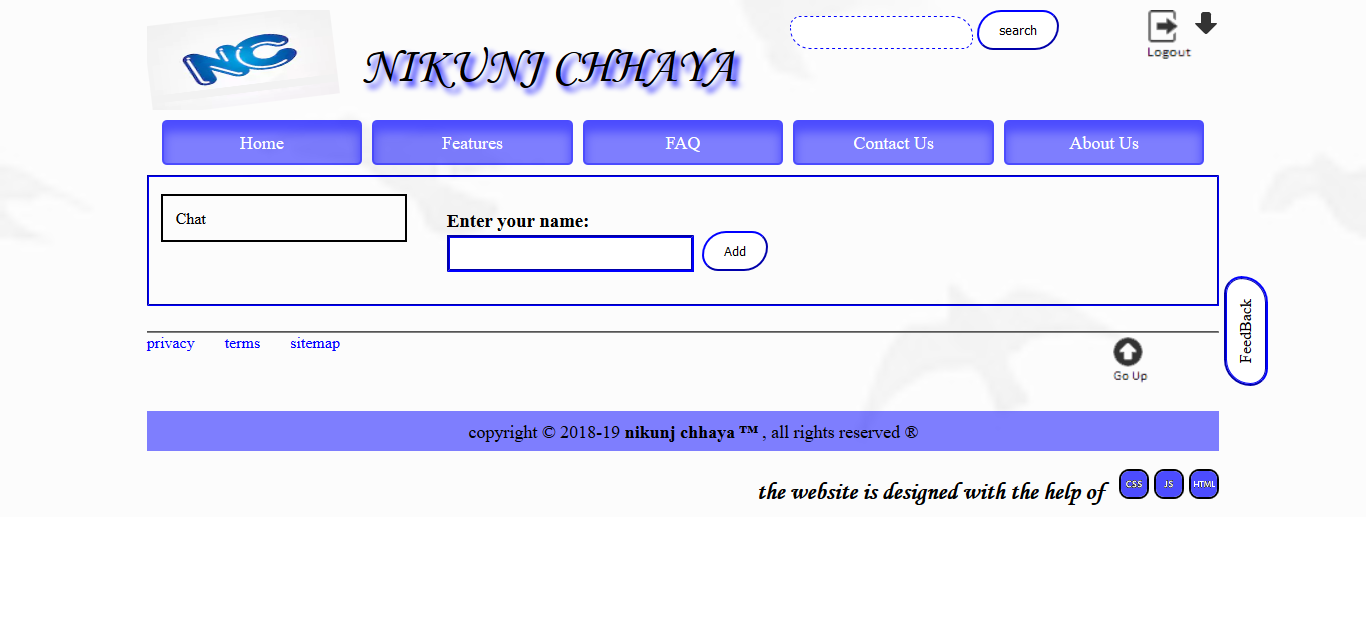 NC
NIKUNJ CHHAYA
search
Logout
Home
Features
FAQ
Contact Us
About Us
Chat
Enter your name:
Add
FeedBack
privacy
terms
sitemap
Go Up
copyright © 2018-19 nikunj chhaya ™ , all rights reserved ®
the website is designed with the help of
CSS
JS
HTML